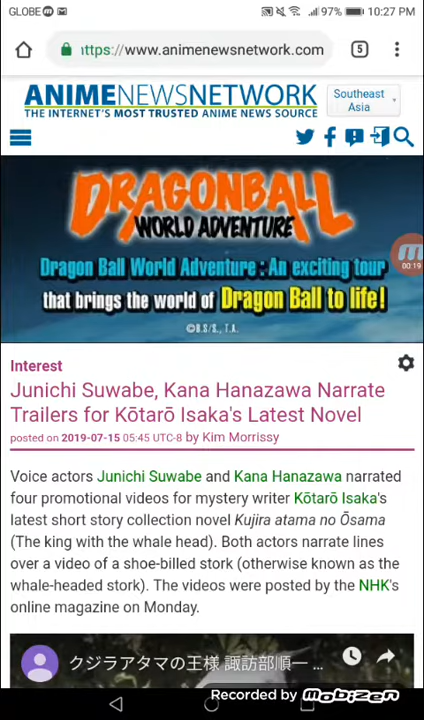 GLOBE 97% 10:27 PM
ttps://www.animenewsnetwork.com 5
ANIMENEWSNETWORK
THE INTERNET'S MOST TRUSTED ANIME NEWS SOURCE
Southeast
Asia
DRAGONBALL
WORLD ADVENTURE
Dragon Ball World Adventure : An exciting tour
that brings the world of Dragon Ball to life!
©B.S/S., T.A.
00:19
Interest
Junichi Suwabe, Kana Hanazawa Narrate
Trailers for Kōtarō Isaka's Latest Novel
posted on 2019-07-15 05:45 UTC-8 by Kim Morrissy
Voice actors Junichi Suwabe and Kana Hanazawa narrated
four promotional videos for mystery writer Kōtarō Isaka's
latest short story collection novel Kujira atama no Ōsama
(The king with the whale head). Both actors narrate lines
over a video of a shoe-billed stork (otherwise known as the
whale-headed stork). The videos were posted by the NHK's
online magazine on Monday.
クジラアタマの王様 諏訪部順一 ...
Recorded by mobizen